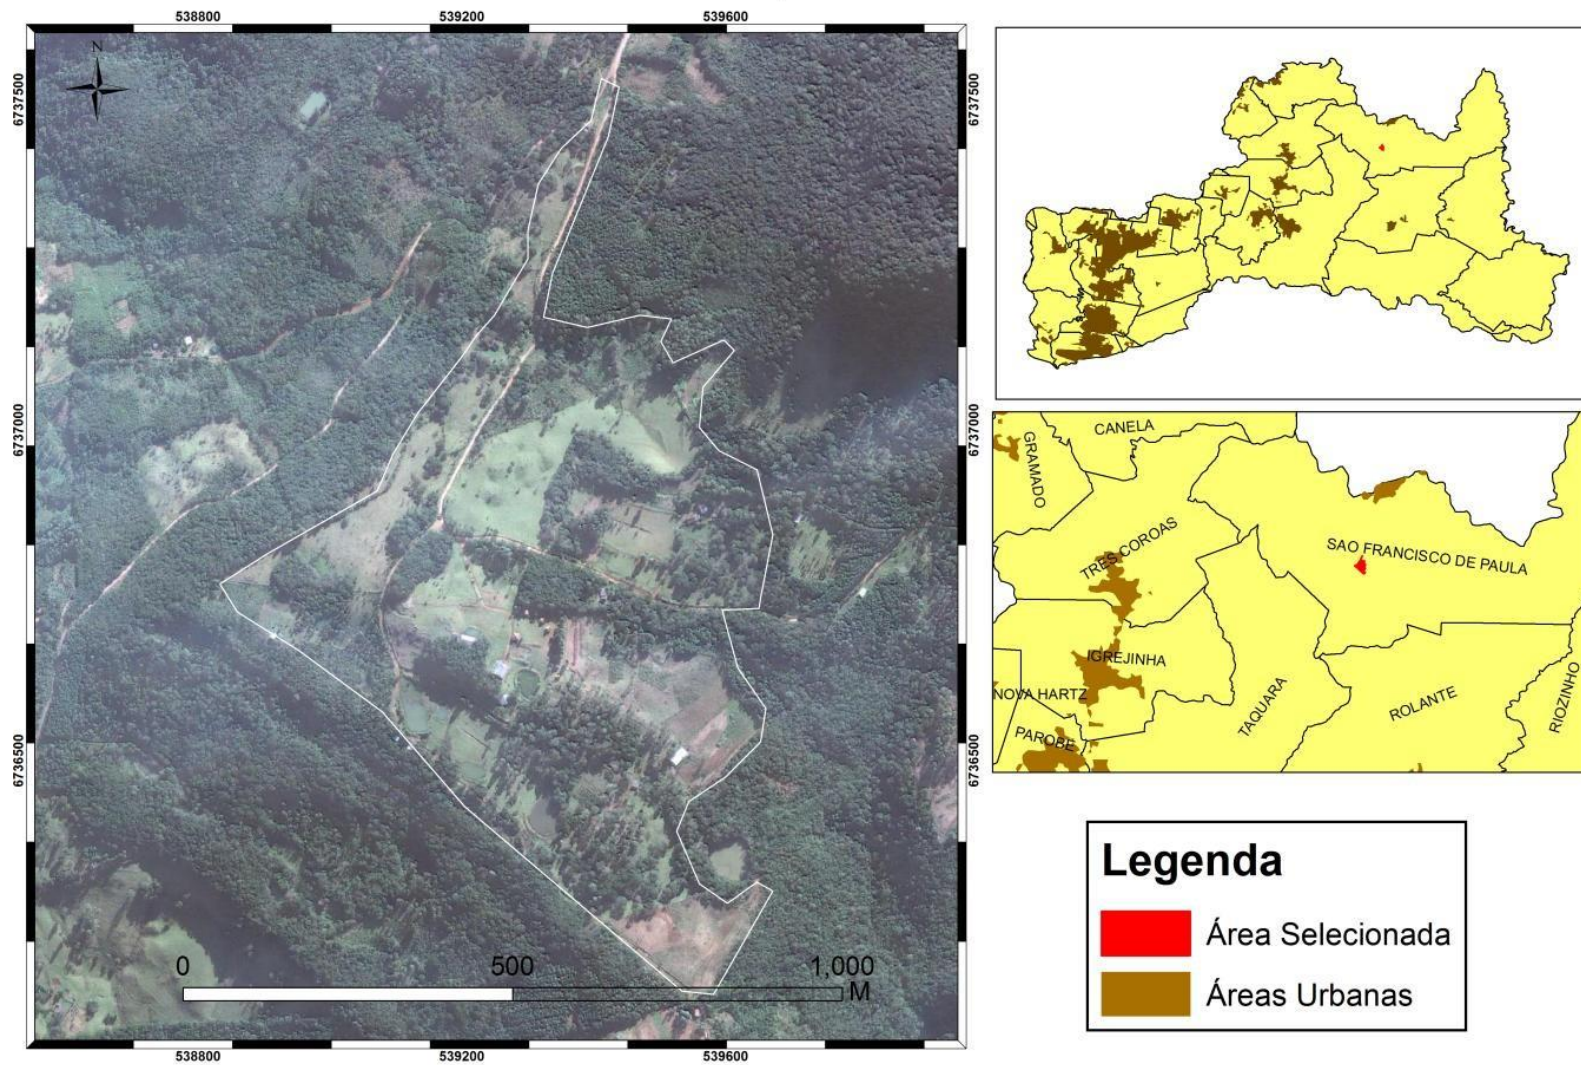 538800
539200
539600
N
6737500
6737000
6736500
6737500
6737000
6736500
0
500
1,000
M
538800
539200
539600
CANELA
GRAMADO
TRES COROAS
SAO FRANCISCO DE PAULA
IGREJINHA
NOVA HARTZ
TAQUARA
ROLANTE
RIOZINHO
PAROBE
Legenda
Área Selecionada
Áreas Urbanas